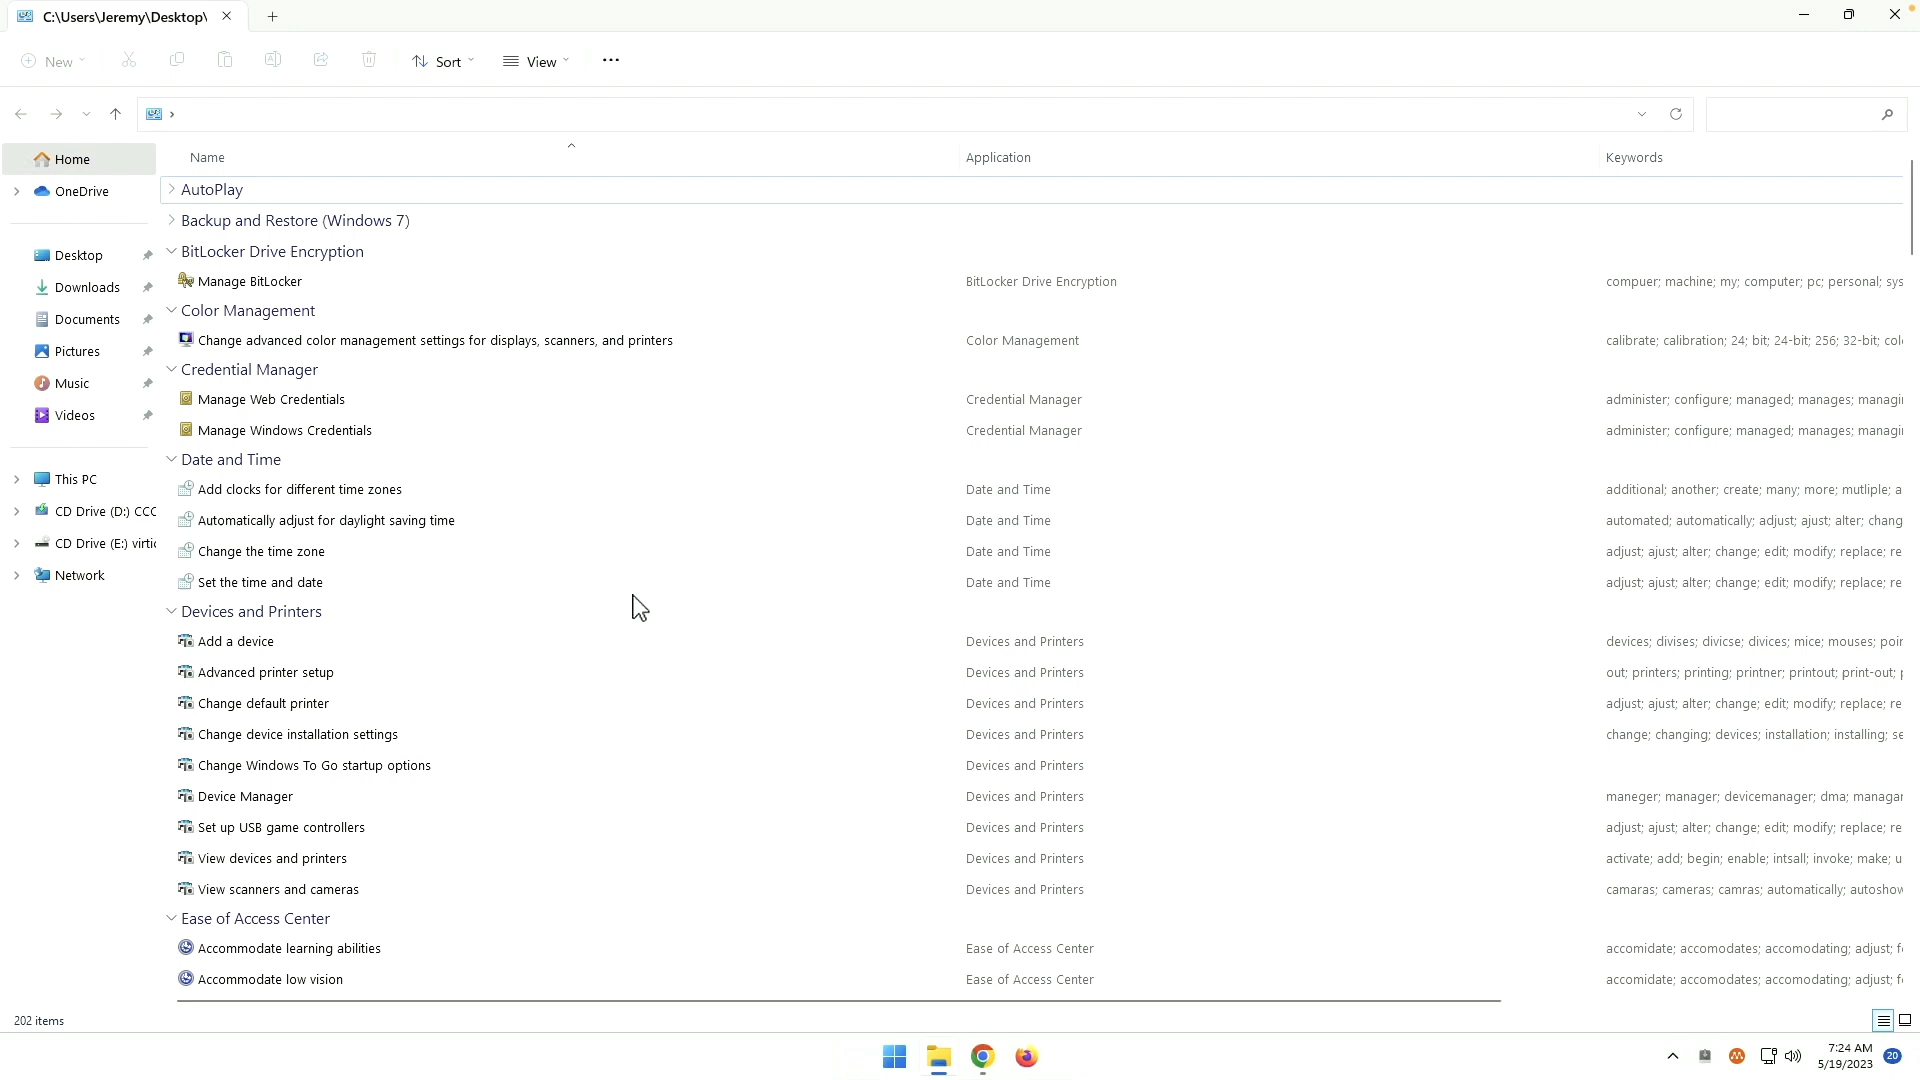 C:\Users\Jeremy\Desktop\
New
Sort
View
Name
Application
Keywords
Home
OneDrive
Desktop
Downloads
Documents
Pictures
Music
Videos
This PC
CD Drive (D:) CCC
CD Drive (E:) virtio
Network
AutoPlay
Backup and Restore (Windows 7)
BitLocker Drive Encryption
Manage BitLocker BitLocker Drive Encryption compuer; machine; my; computer; pc; personal; sys
Color Management
Change advanced color management settings for displays, scanners, and printers Color Management calibrate; calibration; 24; bit; 24-bit; 256; 32-bit; col
Credential Manager
Manage Web Credentials Credential Manager administer; configure; managed; manages; managi
Manage Windows Credentials Credential Manager administer; configure; managed; manages; managi
Date and Time
Add clocks for different time zones Date and Time additional; another; create; many; more; mutliple; a
Automatically adjust for daylight saving time Date and Time automated; automatically; adjust; ajust; alter; chang
Change the time zone Date and Time adjust; ajust; alter; change; edit; modify; replace; re
Set the time and date Date and Time adjust; ajust; alter; change; edit; modify; replace; re
Devices and Printers
Add a device Devices and Printers devices; divises; divicse; divices; mice; mouses; poin
Advanced printer setup Devices and Printers out; printers; printing; printner; printout; print-out; p
Change default printer Devices and Printers adjust; ajust; alter; change; edit; modify; replace; re
Change device installation settings Devices and Printers change; changing; devices; installation; installing; se
Change Windows To Go startup options Devices and Printers
Device Manager Devices and Printers maneger; manager; devicemanager; dma; managar
Set up USB game controllers Devices and Printers adjust; ajust; alter; change; edit; modify; replace; re
View devices and printers Devices and Printers activate; add; begin; enable; intsall; invoke; make; u
View scanners and cameras Devices and Printers camaras; cameras; camras; automatically; autoshow
Ease of Access Center
Accommodate learning abilities Ease of Access Center accomidate; accomodates; accomodating; adjust; f
Accommodate low vision Ease of Access Center accomidate; accomodates; accomodating; adjust; f
202 items
7:24 AM
5/19/2023
20